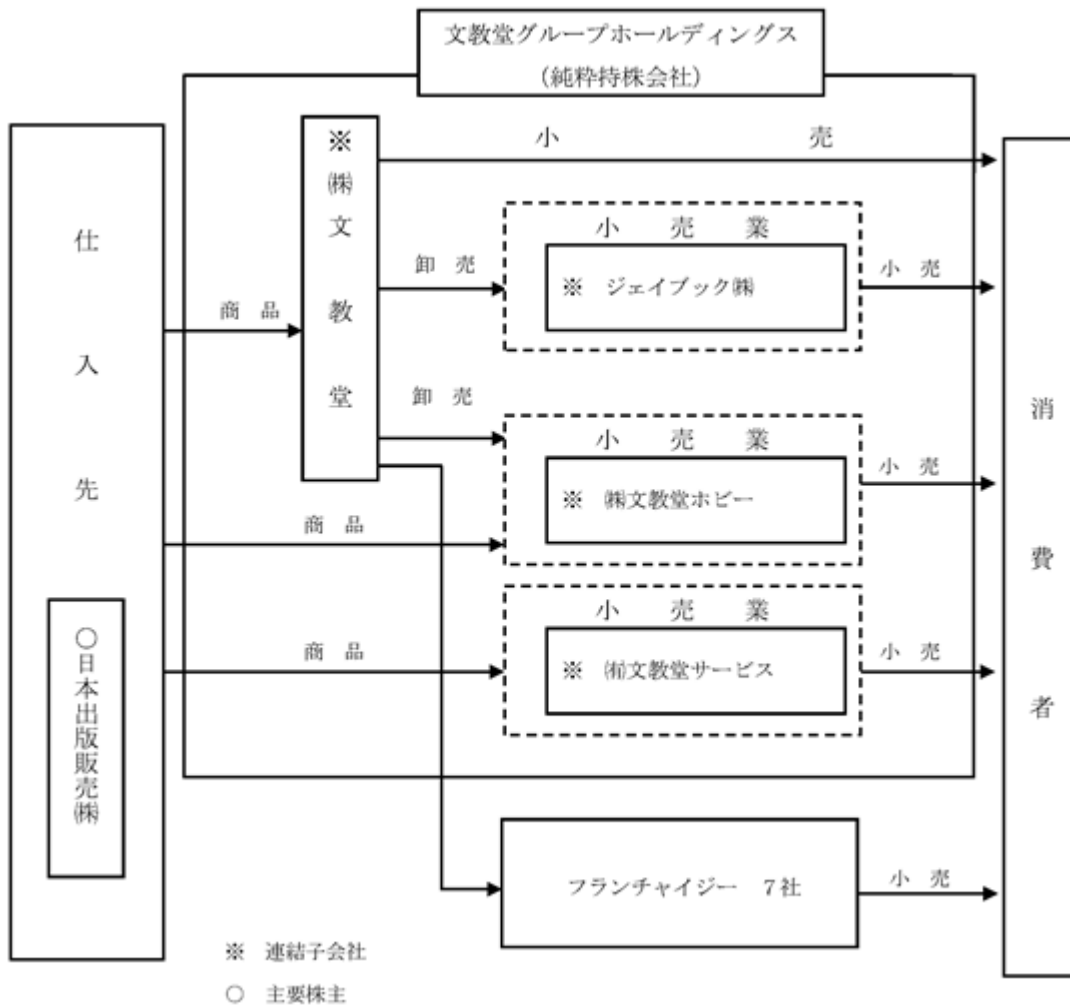 文教堂グループホールディングス
（純粋持株会社）
仕入先
○日本出版販売㈱
商品
※㈱文教堂
小売
卸売
小売業
※ ジェイブック㈱
小売
卸売
小売業
※ ㈱文教堂ホビー
小売
商品
小売業
※ ㈲文教堂サービス
小売
商品
フランチャイジー 7社
小売
消費者
※ 連結子会社
○ 主要株主